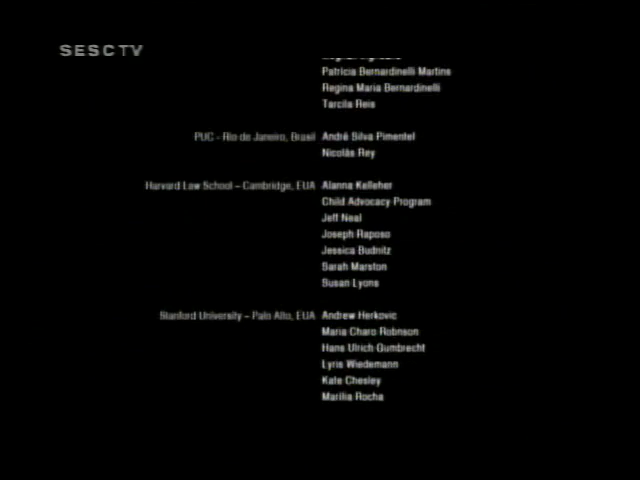 SESCTV
Patrícia Bernardinelli Martins
Regina Maria Bernardinelli
Tarcila Reis
PUC - Rio de Janeiro, Brasil André Silva Pimentel
Nicolás Rey
Harvard Law School – Cambridge, EUA Alanna Kelleher
Child Advocacy Program
Jeff Neal
Joseph Raposo
Jessica Budnitz
Sarah Marston
Susan Lyons
Stanford University – Palo Alto, EUA Andrew Herkovic
Maria Charo Robinson
Hans Ulrich Gumbrecht
Lyris Wiedemann
Kate Chesley
Marília Rocha